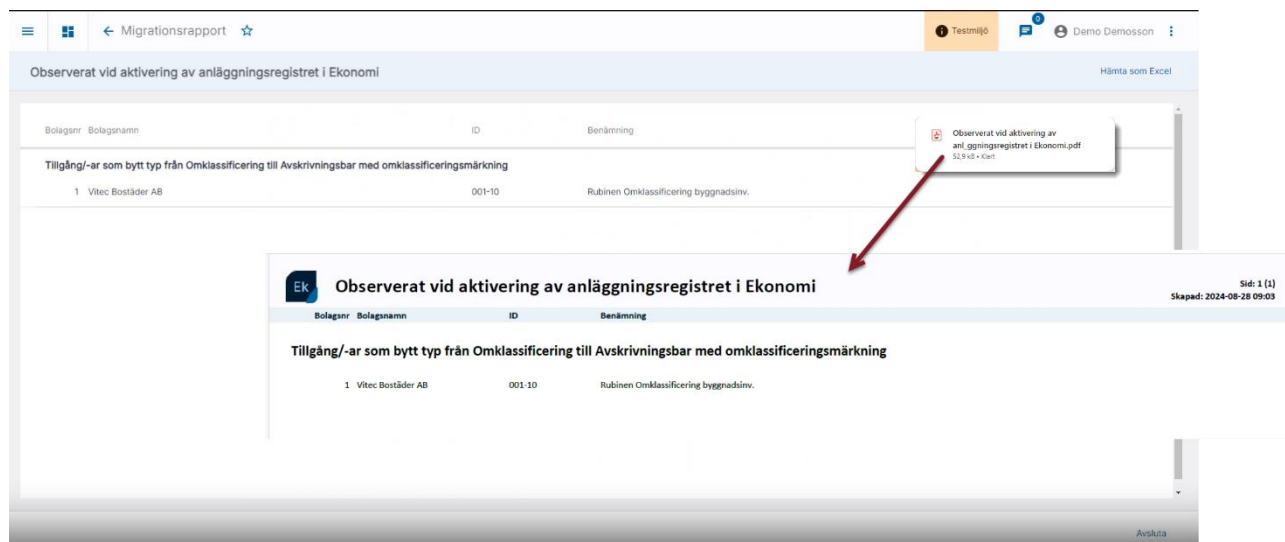 Migrationsrapport
Testmiljö
0
Demo Demosson
Observerat vid aktivering av anläggningsregistret i Ekonomi
Hämta som Excel
Bolagsnr Bolagsnamn ID Benämning
Observerat vid aktivering av
anl_ggningsregistret i Ekonomi.pdf
52,9 kB • Klart
Tillgång/-ar som bytt typ från Omklassificering till Avskrivningsbar med omklassificeringsmärkning
1 Vitec Bostäder AB 001-10 Rubinen Omklassificering byggnadsinv.
Ek Observerat vid aktivering av anläggningsregistret i Ekonomi
Sid: 1 (1)
Skapad: 2024-08-28 09:03
Bolagsnr Bolagsnamn ID Benämning
Tillgång/-ar som bytt typ från Omklassificering till Avskrivningsbar med omklassificeringsmärkning
1 Vitec Bostäder AB 001-10 Rubinen Omklassificering byggnadsinv.
Avsluta